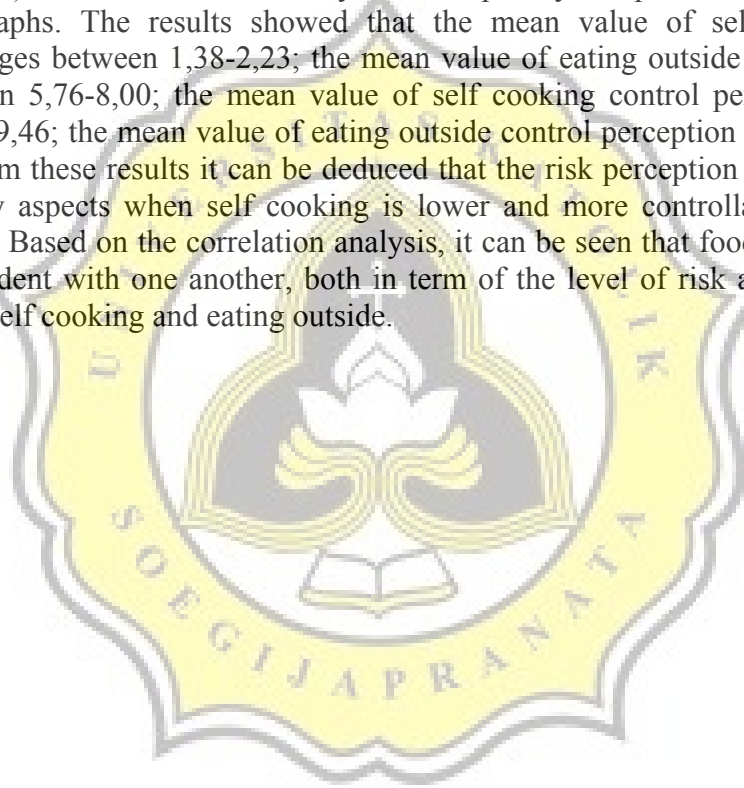 aphs. The results showed that the mean value of sel
ges between 1,38-2,23; the mean value of eating outside
n 5,76-8,00; the mean value of self cooking control pe
9,46; the mean value of eating outside control perception
m these results it can be deduced that the risk perception
y aspects when self cooking is lower and more controlla
. Based on the correlation analysis, it can be seen that food
dent with one another, both in term of the level of risk a
elf cooking and eating outside.
UNIVERSITAS KATOLIK
SOEGIJAPRANATA